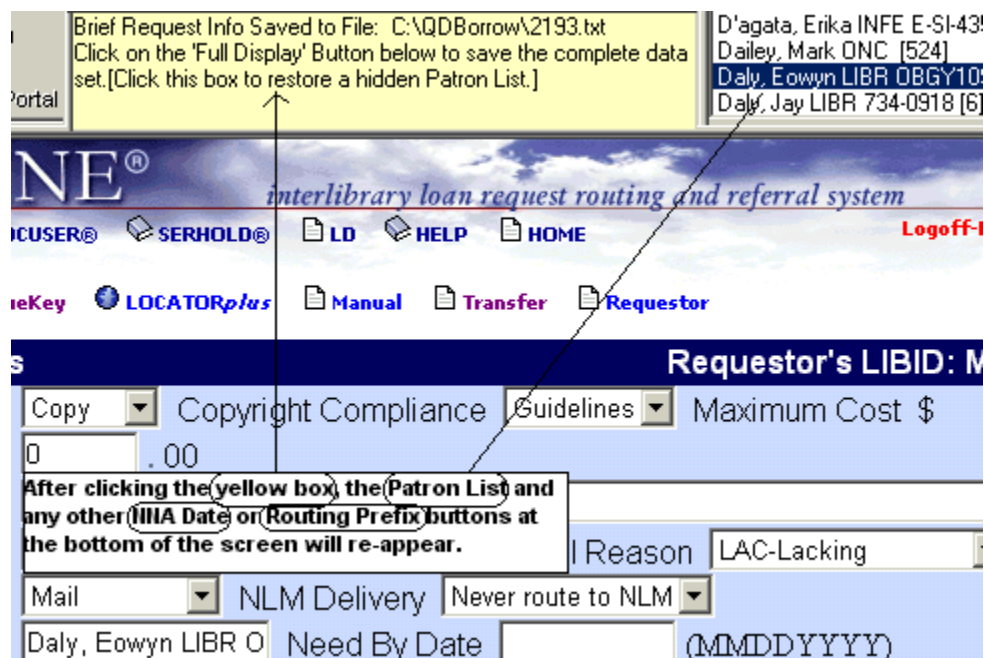 Brief Request Info Saved to File: C:\QDBorrow\2193.txt
Click on the 'Full Display' Button below to save the complete data
set.[Click this box to restore a hidden Patron List.]
Portal
D'agata, Erika INFE E-SI-435
Dailey, Mark ONC [524]
Daly, Eowyn LIBR OBGY109
Daly, Jay LIBR 734-0918 [6]
NE®
interlibrary loan request routing and referral system
OCUSER® SERHOLD® LD HELP HOME Logoff-
ueKey LOCATORplus Manual Transfer Requestor
s Requestor's LIBID: M
Copy Copyright Compliance Guidelines Maximum Cost $
0 .00
After clicking the yellow box, the Patron List and
any other NNA Date or Routing Prefix buttons at
the bottom of the screen will re-appear.
l Reason LAC-Lacking
Mail NLM Delivery Never route to NLM
Daly, Eowyn LIBR O Need By Date (MMDDYYYY)